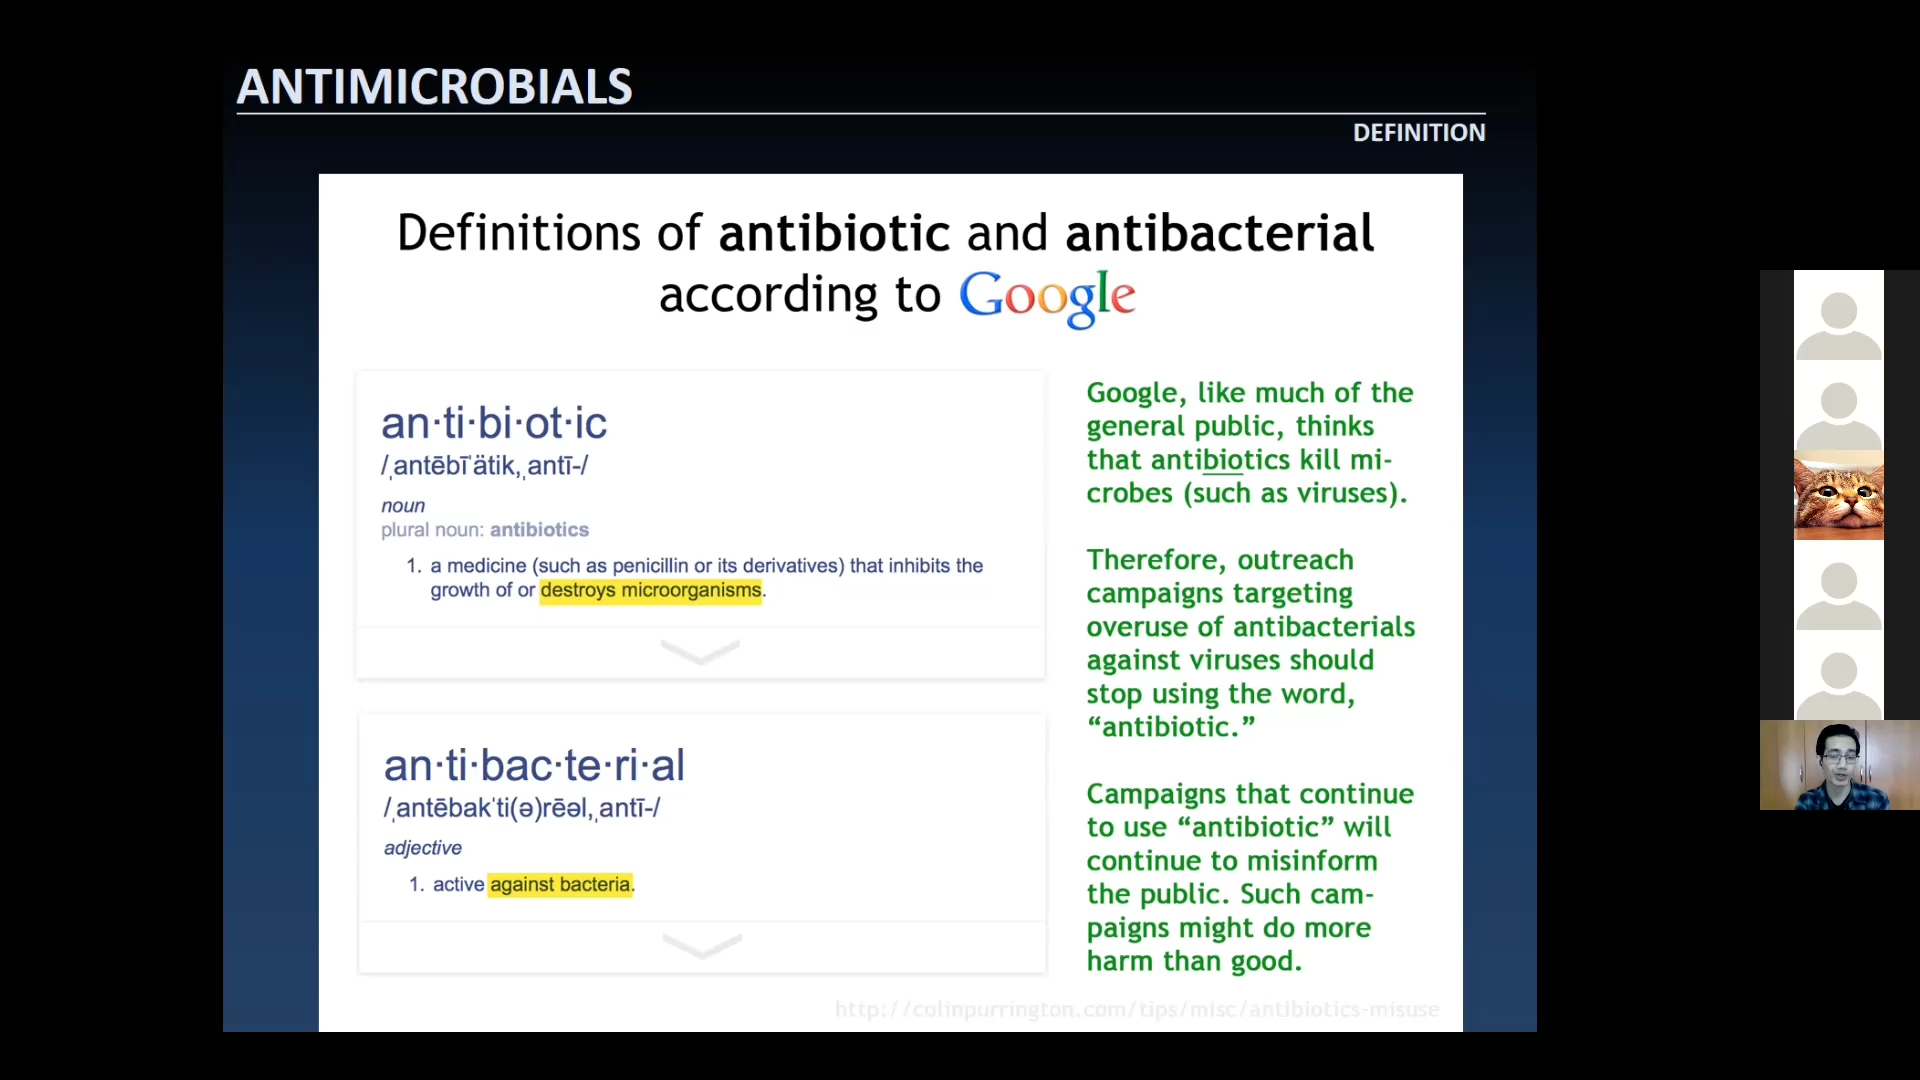 ANTIMICROBIALS
DEFINITION
Definitions of antibiotic and antibacterial
according to Google
an·ti·bi·ot·ic
/ˌantēbīˈätik,ˌantī-/
noun
plural noun: antibiotics
1. a medicine (such as penicillin or its derivatives) that inhibits the
growth of or destroys microorganisms.
an·ti·bac·te·ri·al
/ˌantēbakˈti(ə)rēəl,ˌantī-/
adjective
1. active against bacteria.
Google, like much of the
general public, thinks
that antibiotics kill mi-
crobes (such as viruses).
Therefore, outreach
campaigns targeting
overuse of antibacterials
against viruses should
stop using the word,
“antibiotic.”
Campaigns that continue
to use “antibiotic” will
continue to misinform
the public. Such cam-
paigns might do more
harm than good.
http://colinpurrington.com/tips/misc/antibiotics-misuse